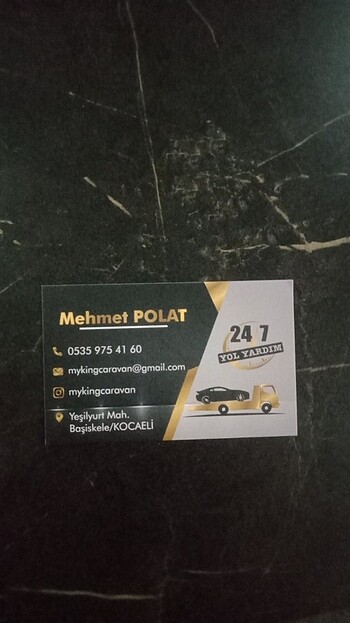 Mehmet POLAT
0535 975 41 60
mykingcaravan@gmail.com
mykingcaravan
Yeşilyurt Mah.
Başiskele/KOCAELİ
24 7
YOL YARDIM